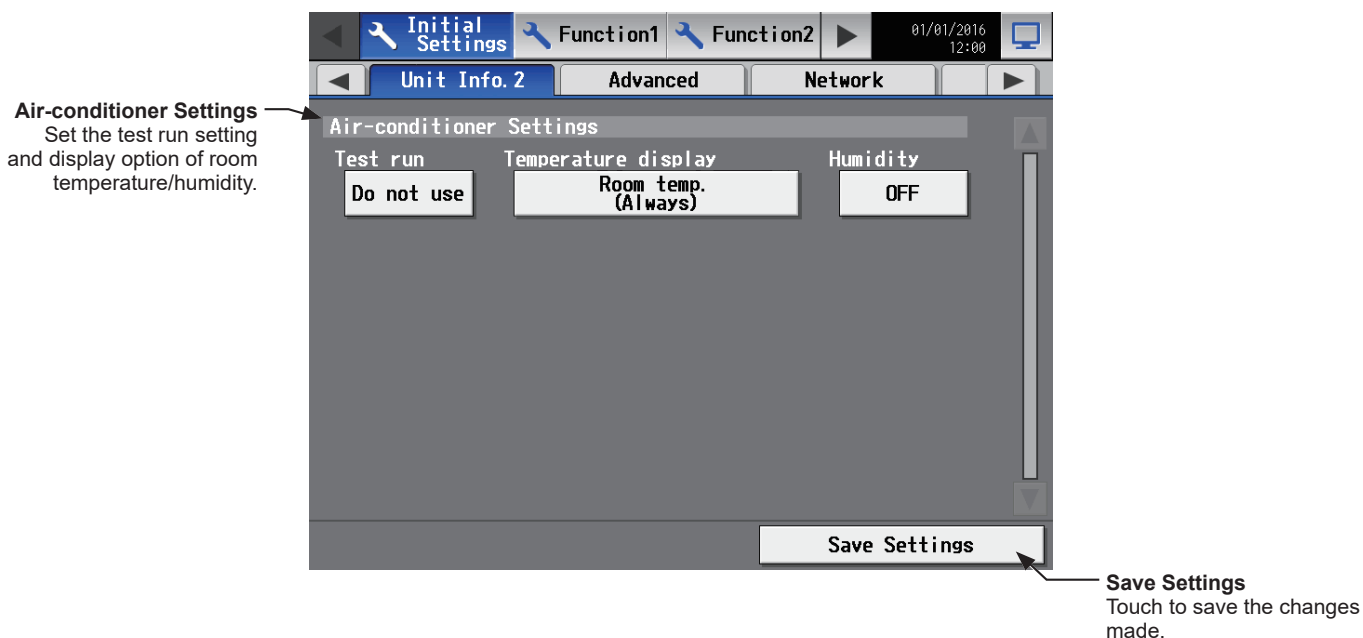 Initial
Settings
Function1
Function2
01/01/2016
12:00
Unit Info.2
Advanced
Network
Air-conditioner Settings
Set the test run setting
and display option of room
temperature/humidity.
Air-conditioner Settings
Test run
Temperature display
Humidity
Do not use
Room temp.
(Always)
OFF
Save Settings
Save Settings
Touch to save the changes
made.